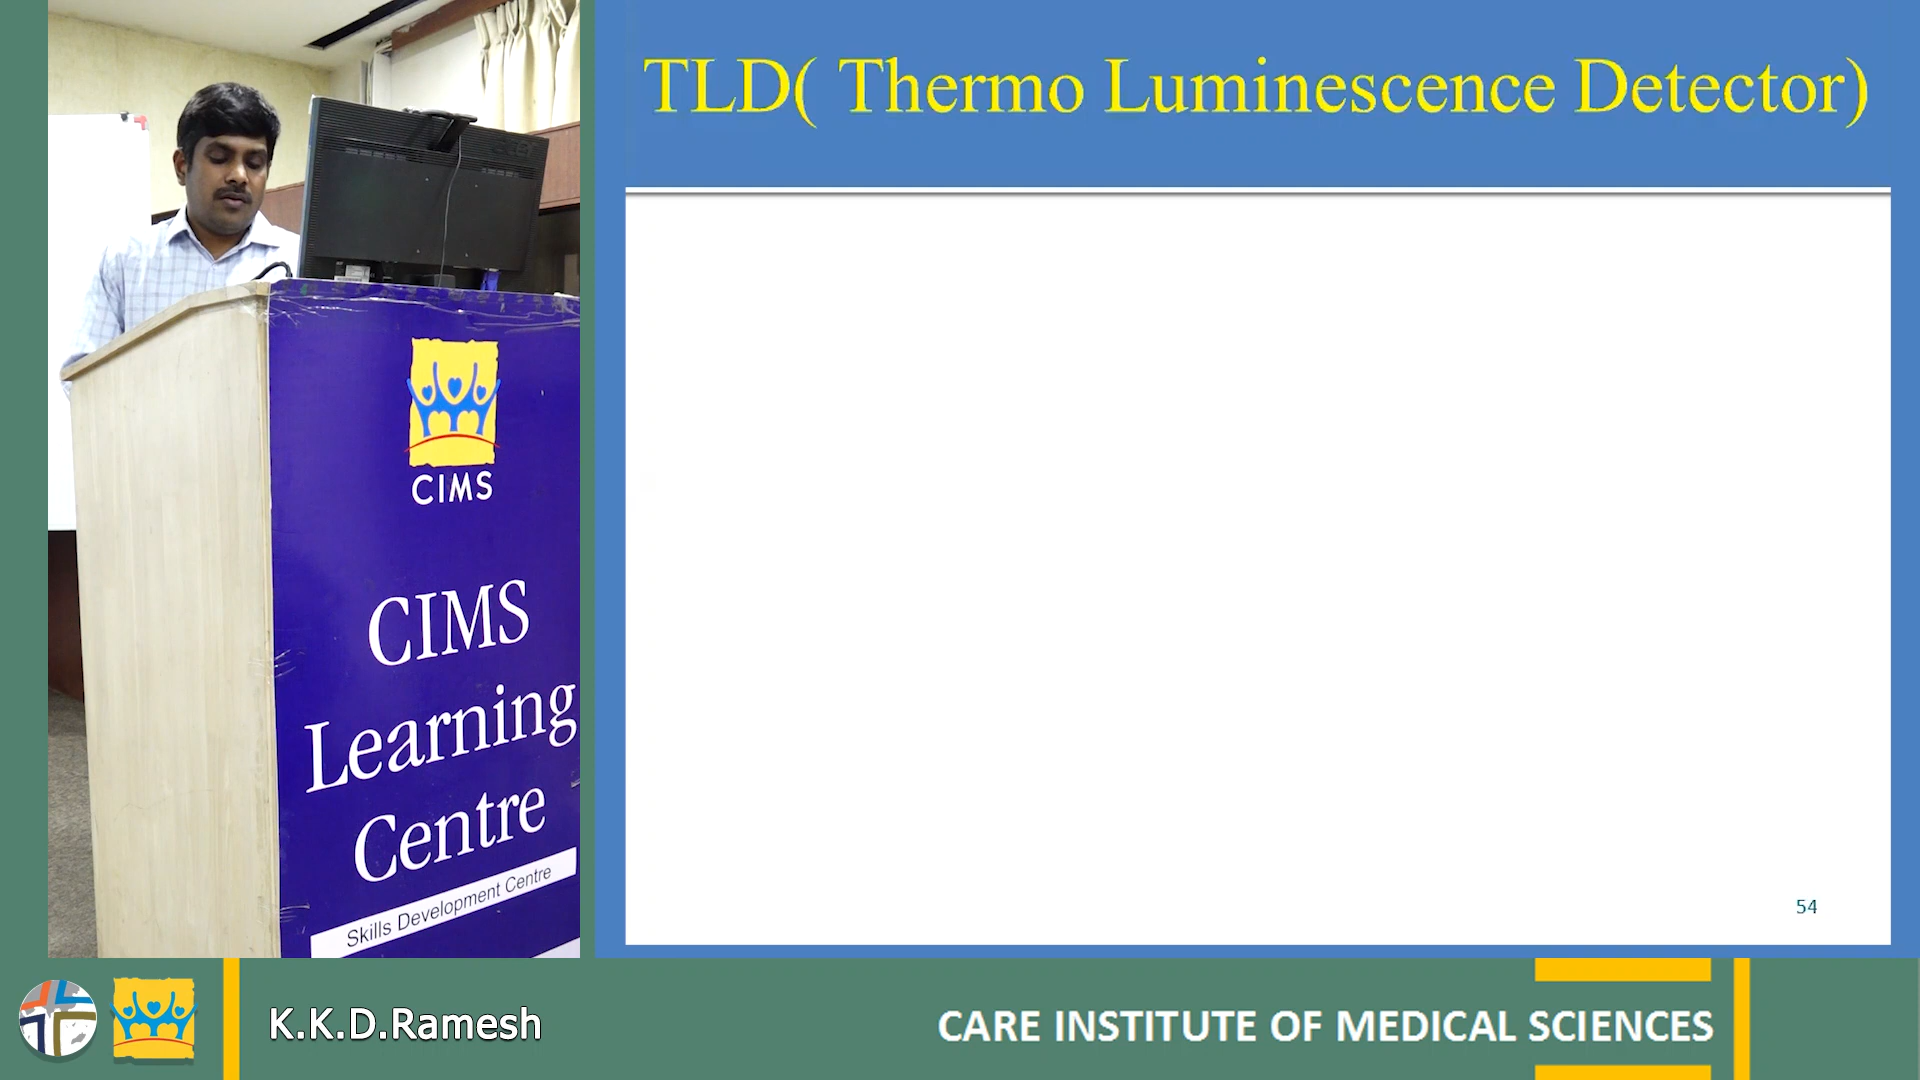 TLD( Thermo Luminescence Detector)
CIMS
CIMS
Learning
Centre
Skills Development Centre
54
K.K.D.Ramesh
CARE INSTITUTE OF MEDICAL SCIENCES